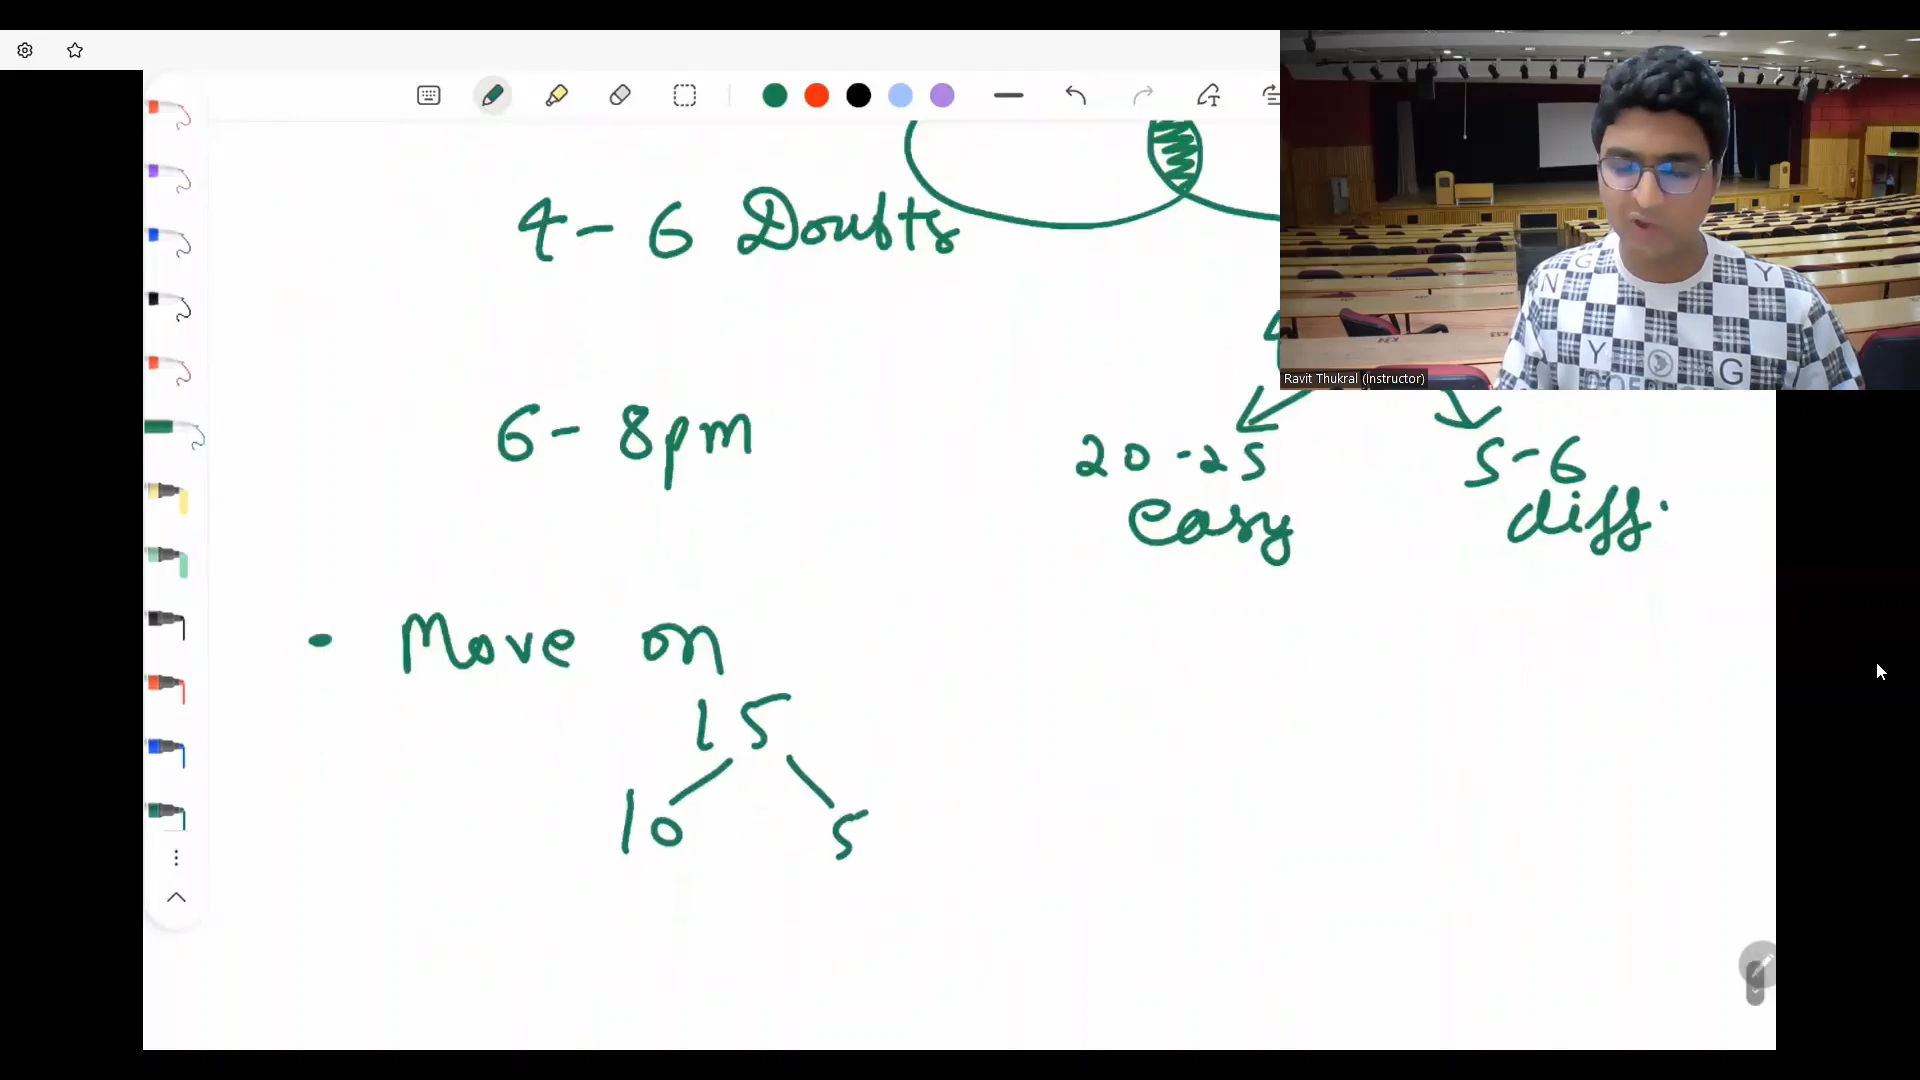 4 - 6 Doubts
6 - 8pm
20 - 25
easy
5 - 6
diff.
• Move on
15
10 5
Ravit Thukral (Instructor)
N G Y
Y G